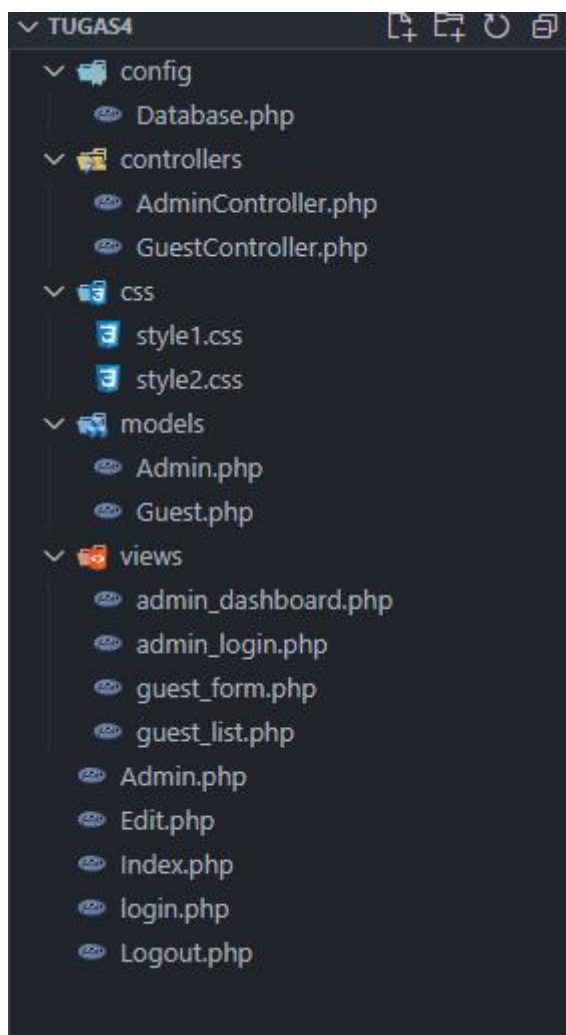 TUGAS4
config
Database.php
controllers
AdminController.php
GuestController.php
css
style1.css
style2.css
models
Admin.php
Guest.php
views
admin_dashboard.php
admin_login.php
guest_form.php
guest_list.php
Admin.php
Edit.php
Index.php
login.php
Logout.php